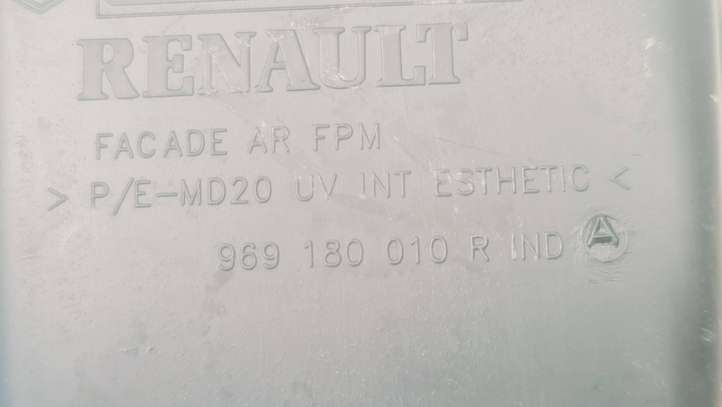 RENAULT
FACADE AR FPM
> P/E-MD20 UV INT ESTHETIC <
969 180 010 R IND A